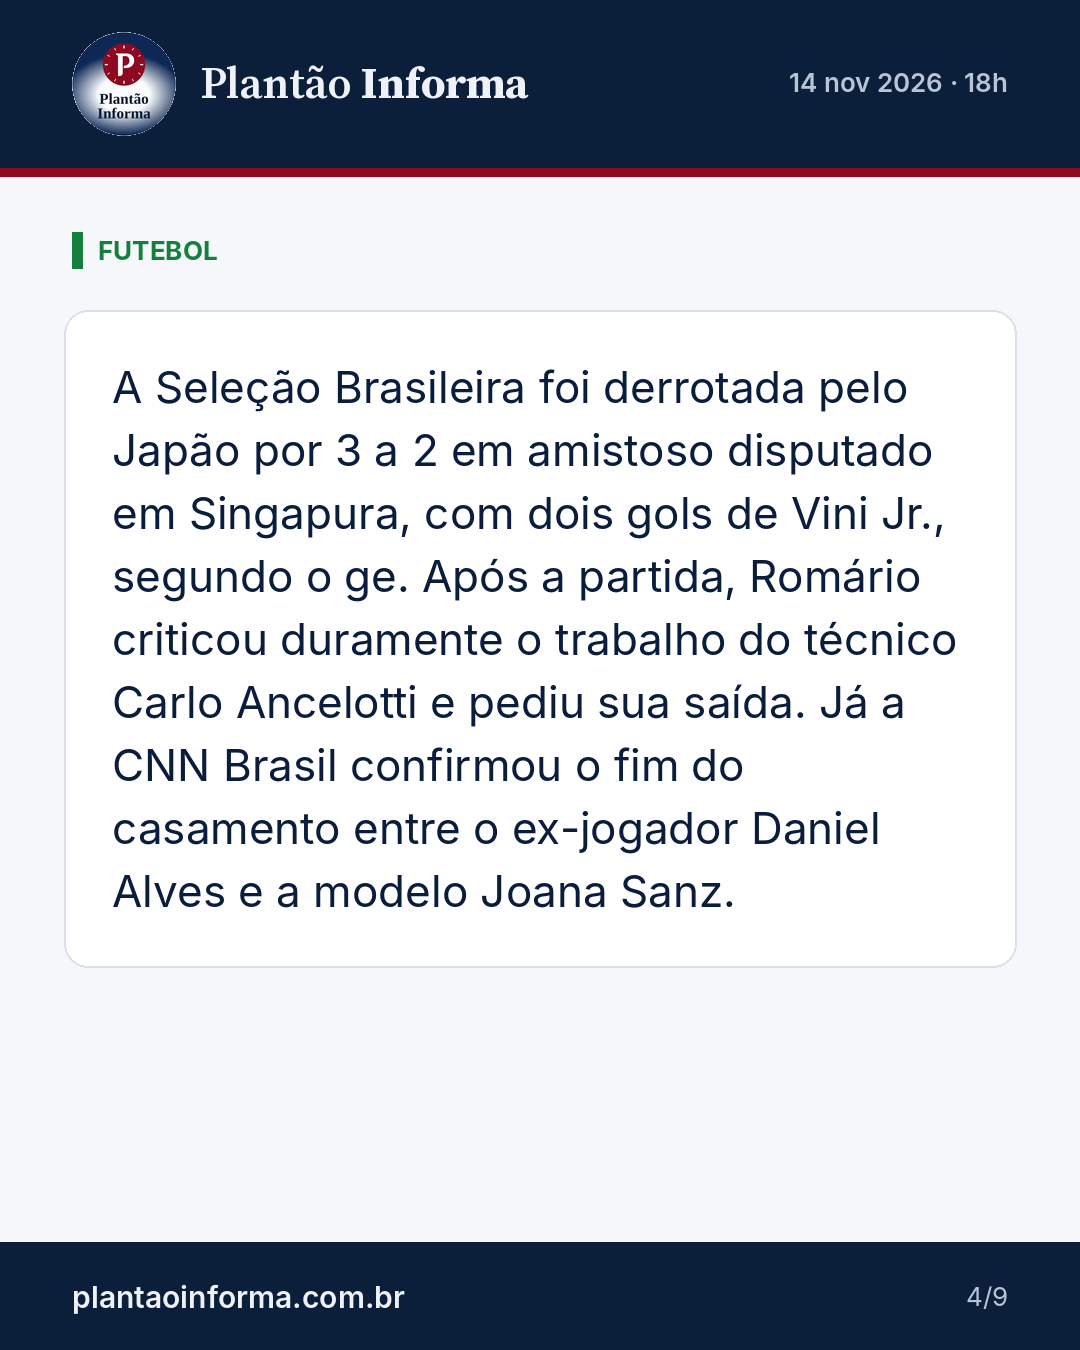 P
Plantão
Informa
Plantão Informa
14 nov 2026 · 18h
FUTEBOL
A Seleção Brasileira foi derrotada pelo
Japão por 3 a 2 em amistoso disputado
em Singapura, com dois gols de Vini Jr.,
segundo o ge. Após a partida, Romário
criticou duramente o trabalho do técnico
Carlo Ancelotti e pediu sua saída. Já a
CNN Brasil confirmou o fim do
casamento entre o ex-jogador Daniel
Alves e a modelo Joana Sanz.
plantaoinforma.com.br
4/9